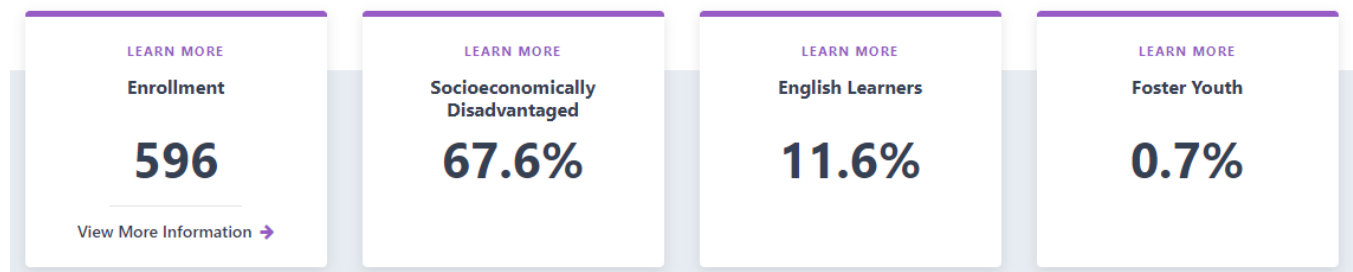 LEARN MORE
Enrollment
596
View More Information
LEARN MORE
Socioeconomically
Disadvantaged
67.6%
LEARN MORE
English Learners
11.6%
LEARN MORE
Foster Youth
0.7%